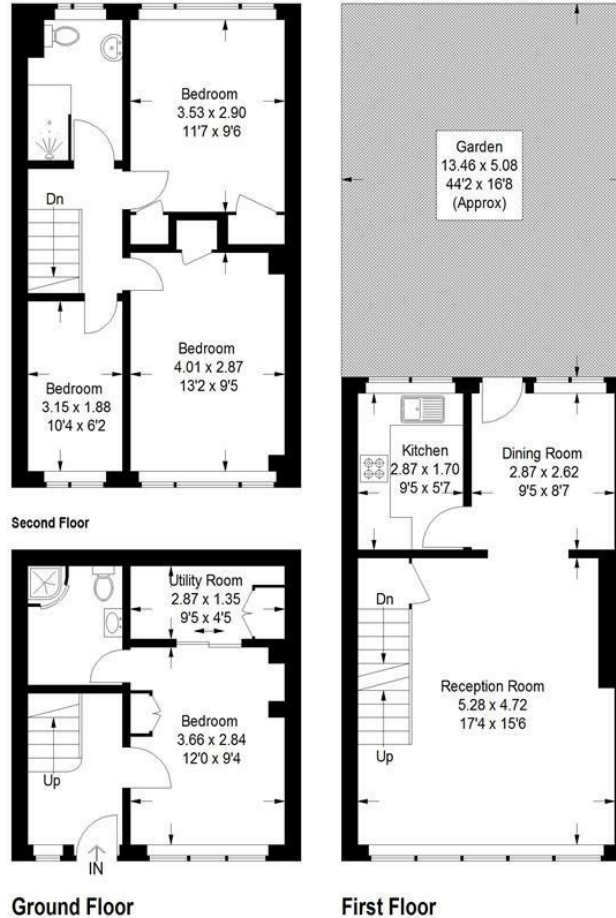 Dn
Bedroom
3.53 x 2.90
11'7 x 9'6
Bedroom
4.01 x 2.87
13'2 x 9'5
Bedroom
3.15 x 1.88
10'4 x 6'2
Second Floor
Garden
13.46 x 5.08
44'2 x 16'8
(Approx)
Kitchen
2.87 x 1.70
9'5 x 5'7
Dining Room
2.87 x 2.62
9'5 x 8'7
Dn
Up
Reception Room
5.28 x 4.72
17'4 x 15'6
First Floor
Utility Room
2.87 x 1.35
9'5 x 4'5
Bedroom
3.66 x 2.84
12'0 x 9'4
Up
IN
Ground Floor